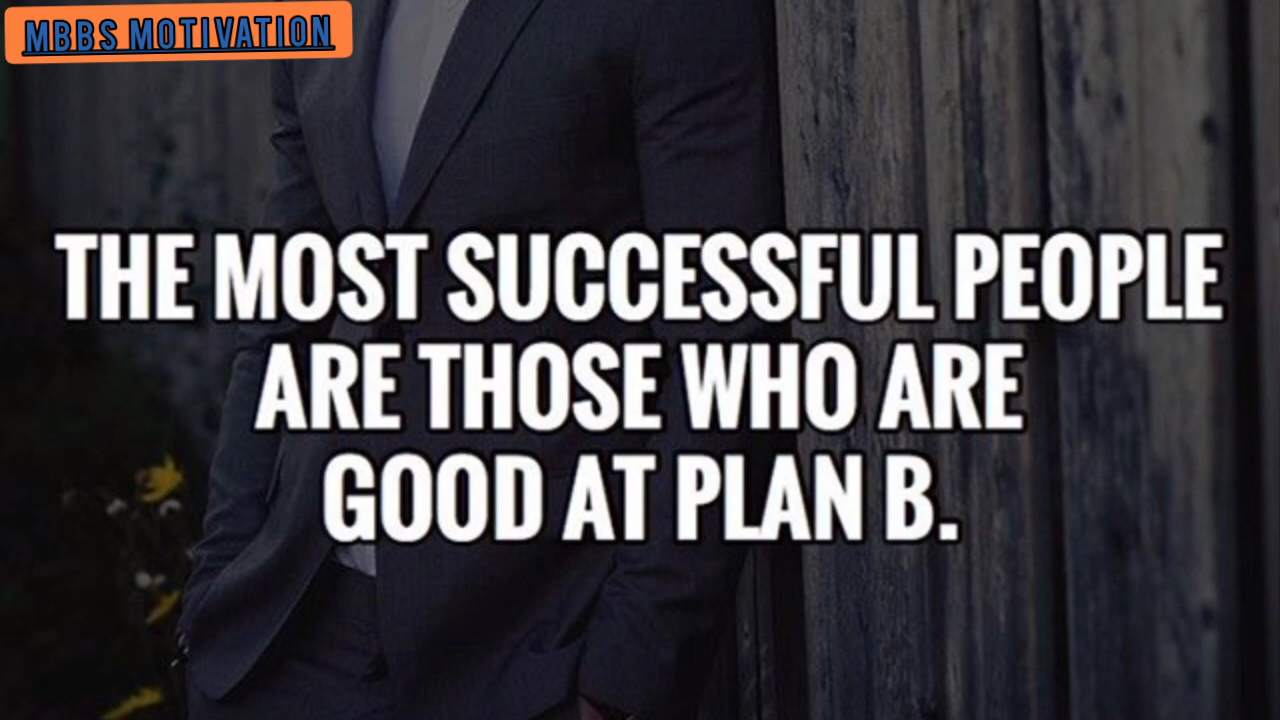 MBBS MOTIVATION
THE MOST SUCCESSFUL PEOPLE
ARE THOSE WHO ARE
GOOD AT PLAN B.